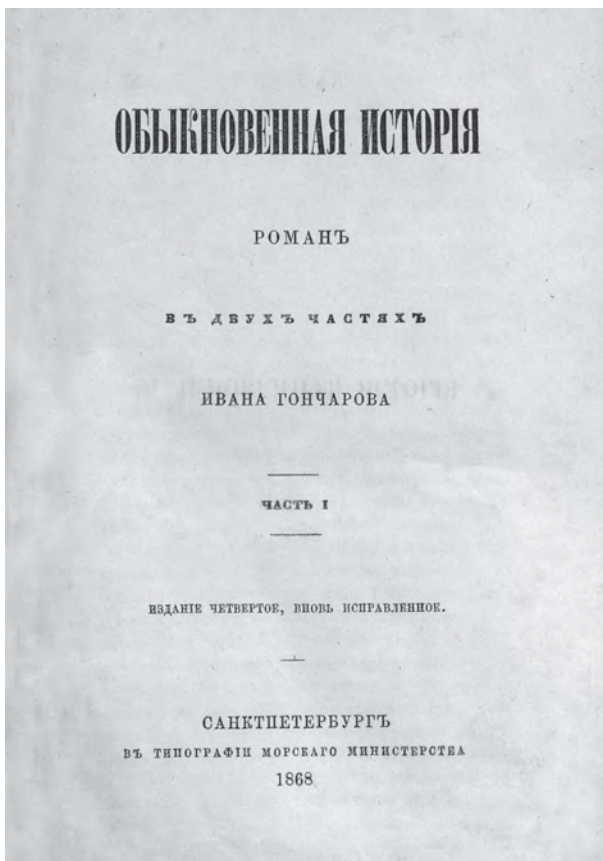 ОБЫКНОВЕННАЯ ИСТОРІЯ
РОМАНЪ
ВЪ ДВУХЪ ЧАСТЯХЪ
ИВАНА ГОНЧАРОВА
ЧАСТЬ I
ИЗДАНІЕ ЧЕТВЕРТОЕ, ВНОВЬ ИСПРАВЛЕННОЕ.
САНКТПЕТЕРБУРГЪ
ВЪ ТИПОГРАФІИ МОРСКАГО МИНИСТЕРСТВА
1868